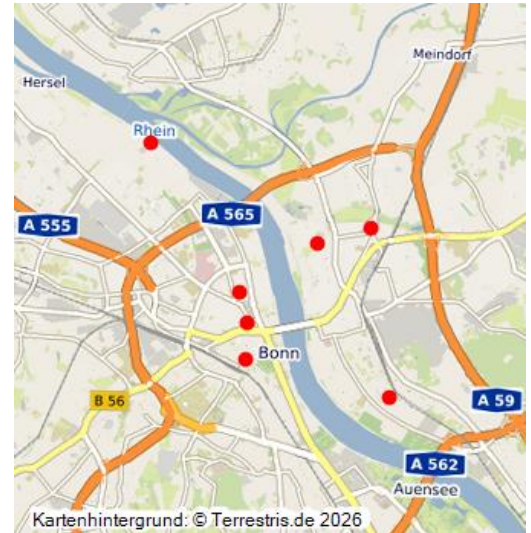 Meindorf
Hersel
Rhein
A 565
A 555
Bonn
B 56
A 59
A 562
Auensee
Kartenhintergrund: © Terrestris.de 2026